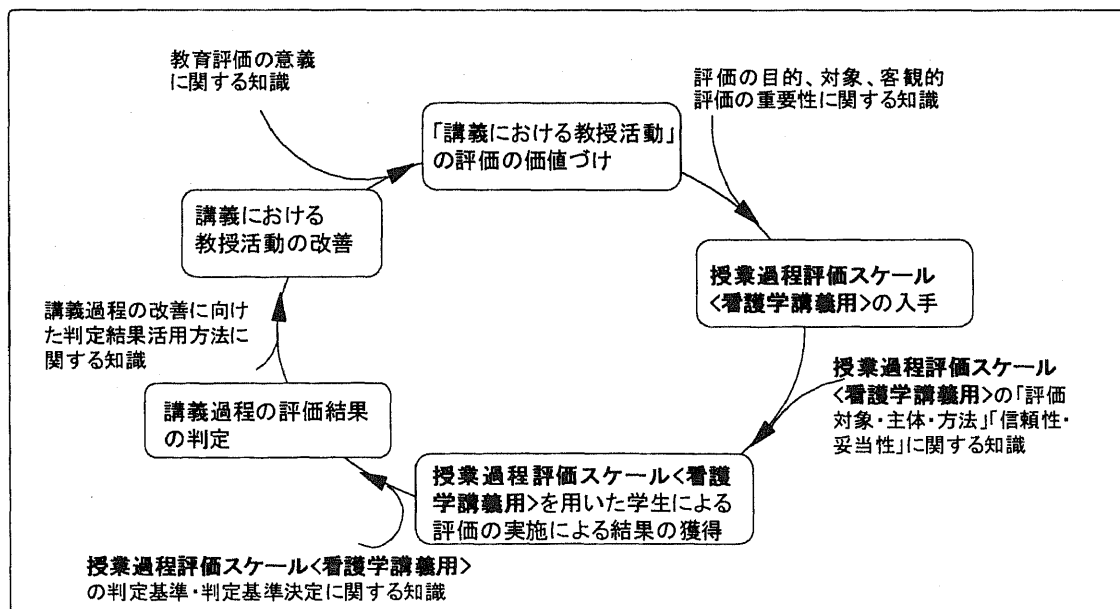 教育評価の意義
に関する知識
評価の目的、対象、客観的
評価の重要性に関する知識
「講義における教授活動」
の評価の価値づけ
講義における
教授活動の改善
授業過程評価スケール
<看護学講義用>の入手
講義過程の改善に向け
た判定結果活用方法に
関する知識
授業過程評価スケール
<看護学講義用>の「評価
対象・主体・方法」「信頼性・
妥当性」に関する知識
講義過程の評価結果
の判定
授業過程評価スケール<看護
学講義用>を用いた学生による
評価の実施による結果の獲得
授業過程評価スケール<看護学講義用>
の判定基準・判定基準決定に関する知識